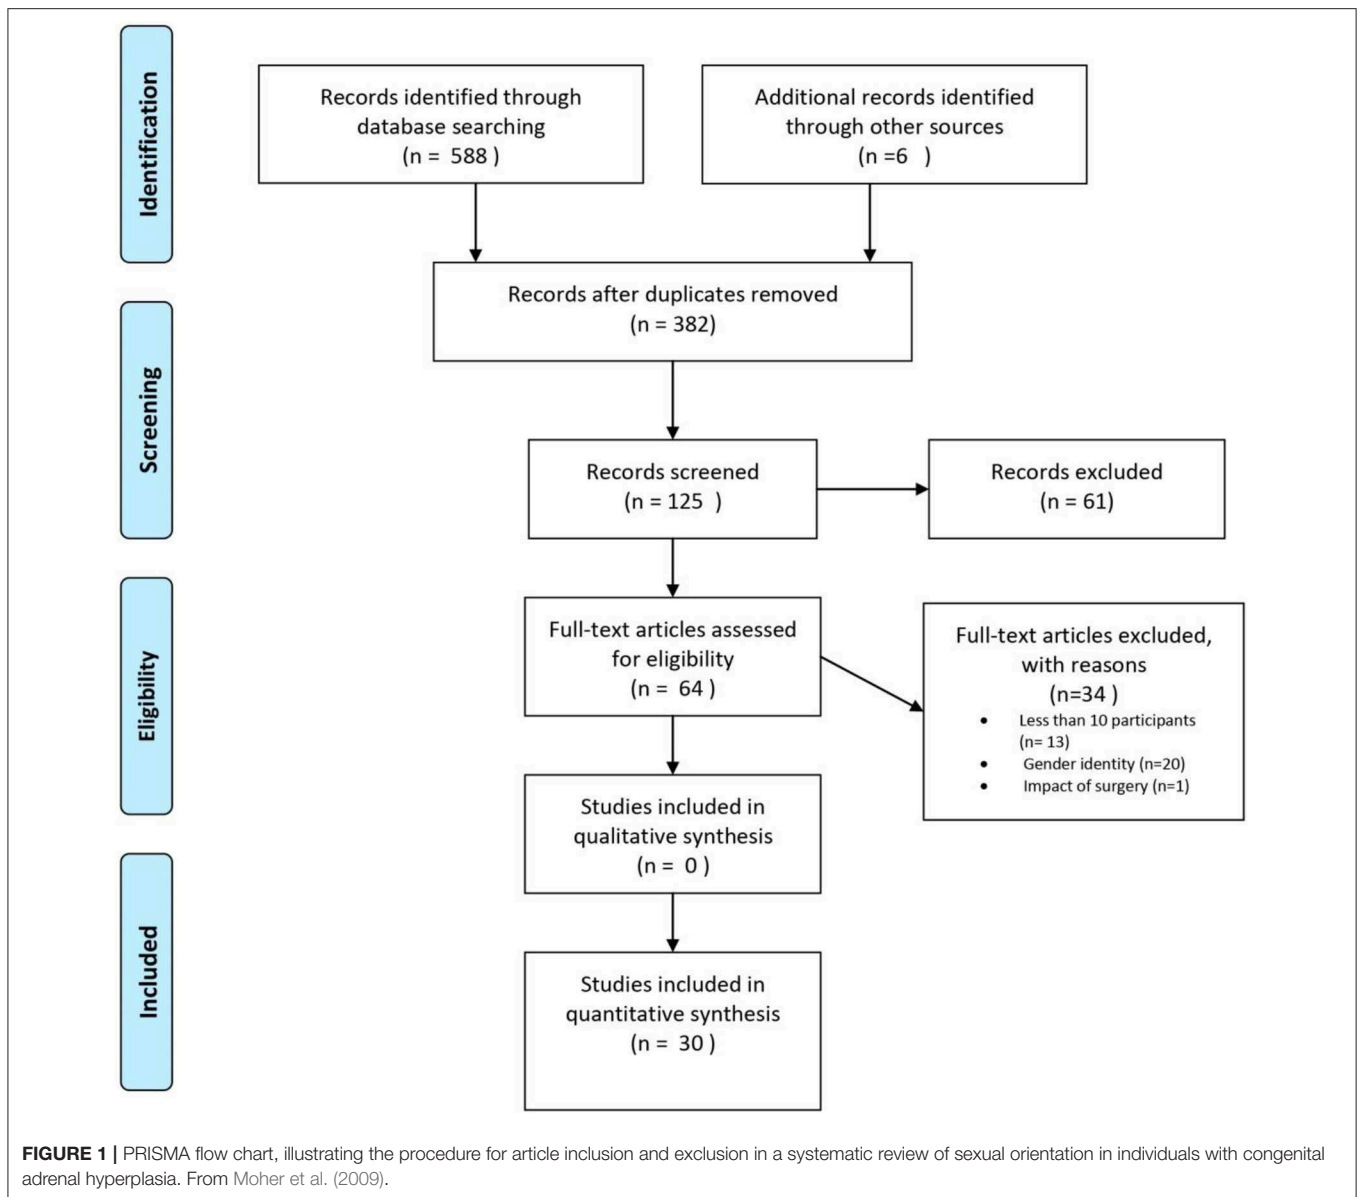 Identification
Records identified through
database searching
(n = 588 )
Additional records identified
through other sources
(n =6 )
Records after duplicates removed
(n = 382)
Screening
Records screened
(n = 125 )
Records excluded
(n = 61)
Eligibility
Full-text articles assessed
for eligibility
(n = 64 )
Full-text articles excluded,
with reasons
(n=34 )
• Less than 10 participants
(n= 13)
• Gender identity (n=20)
• Impact of surgery (n=1)
Studies included in
qualitative synthesis
(n = 0 )
Included
Studies included in
quantitative synthesis
(n = 30 )
FIGURE 1 | PRISMA flow chart, illustrating the procedure for article inclusion and exclusion in a systematic review of sexual orientation in individuals with congenital
adrenal hyperplasia. From Moher et al. (2009).